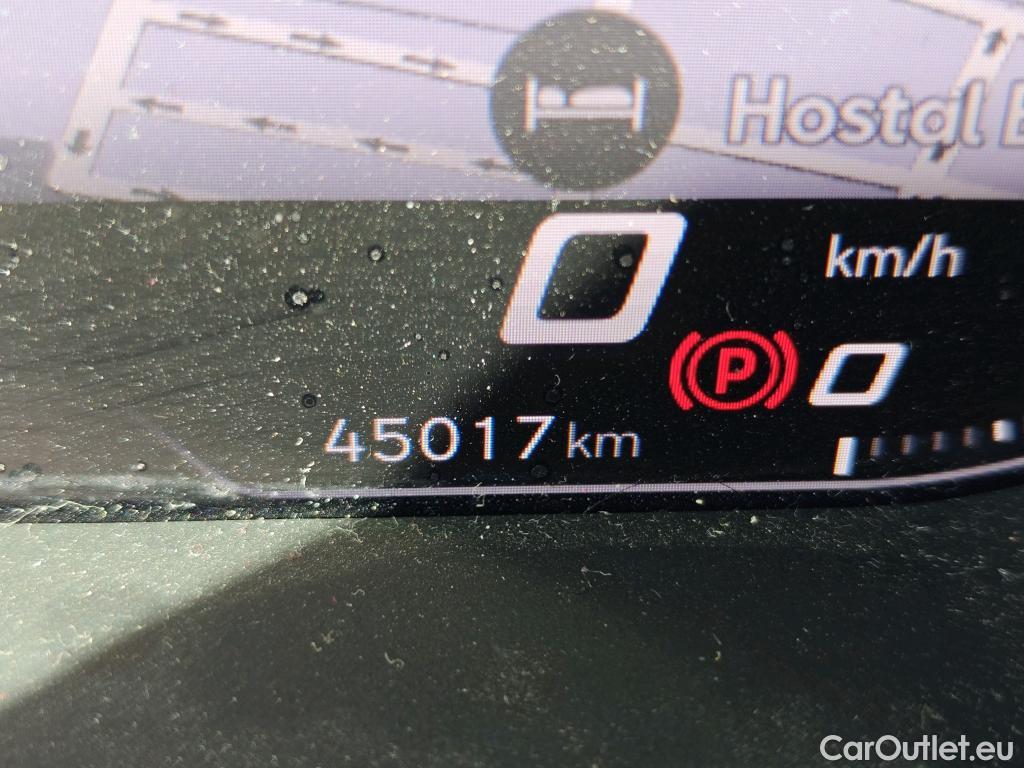 Hostal
0 km/h
P 0
45017 km
CarOutlet.eu